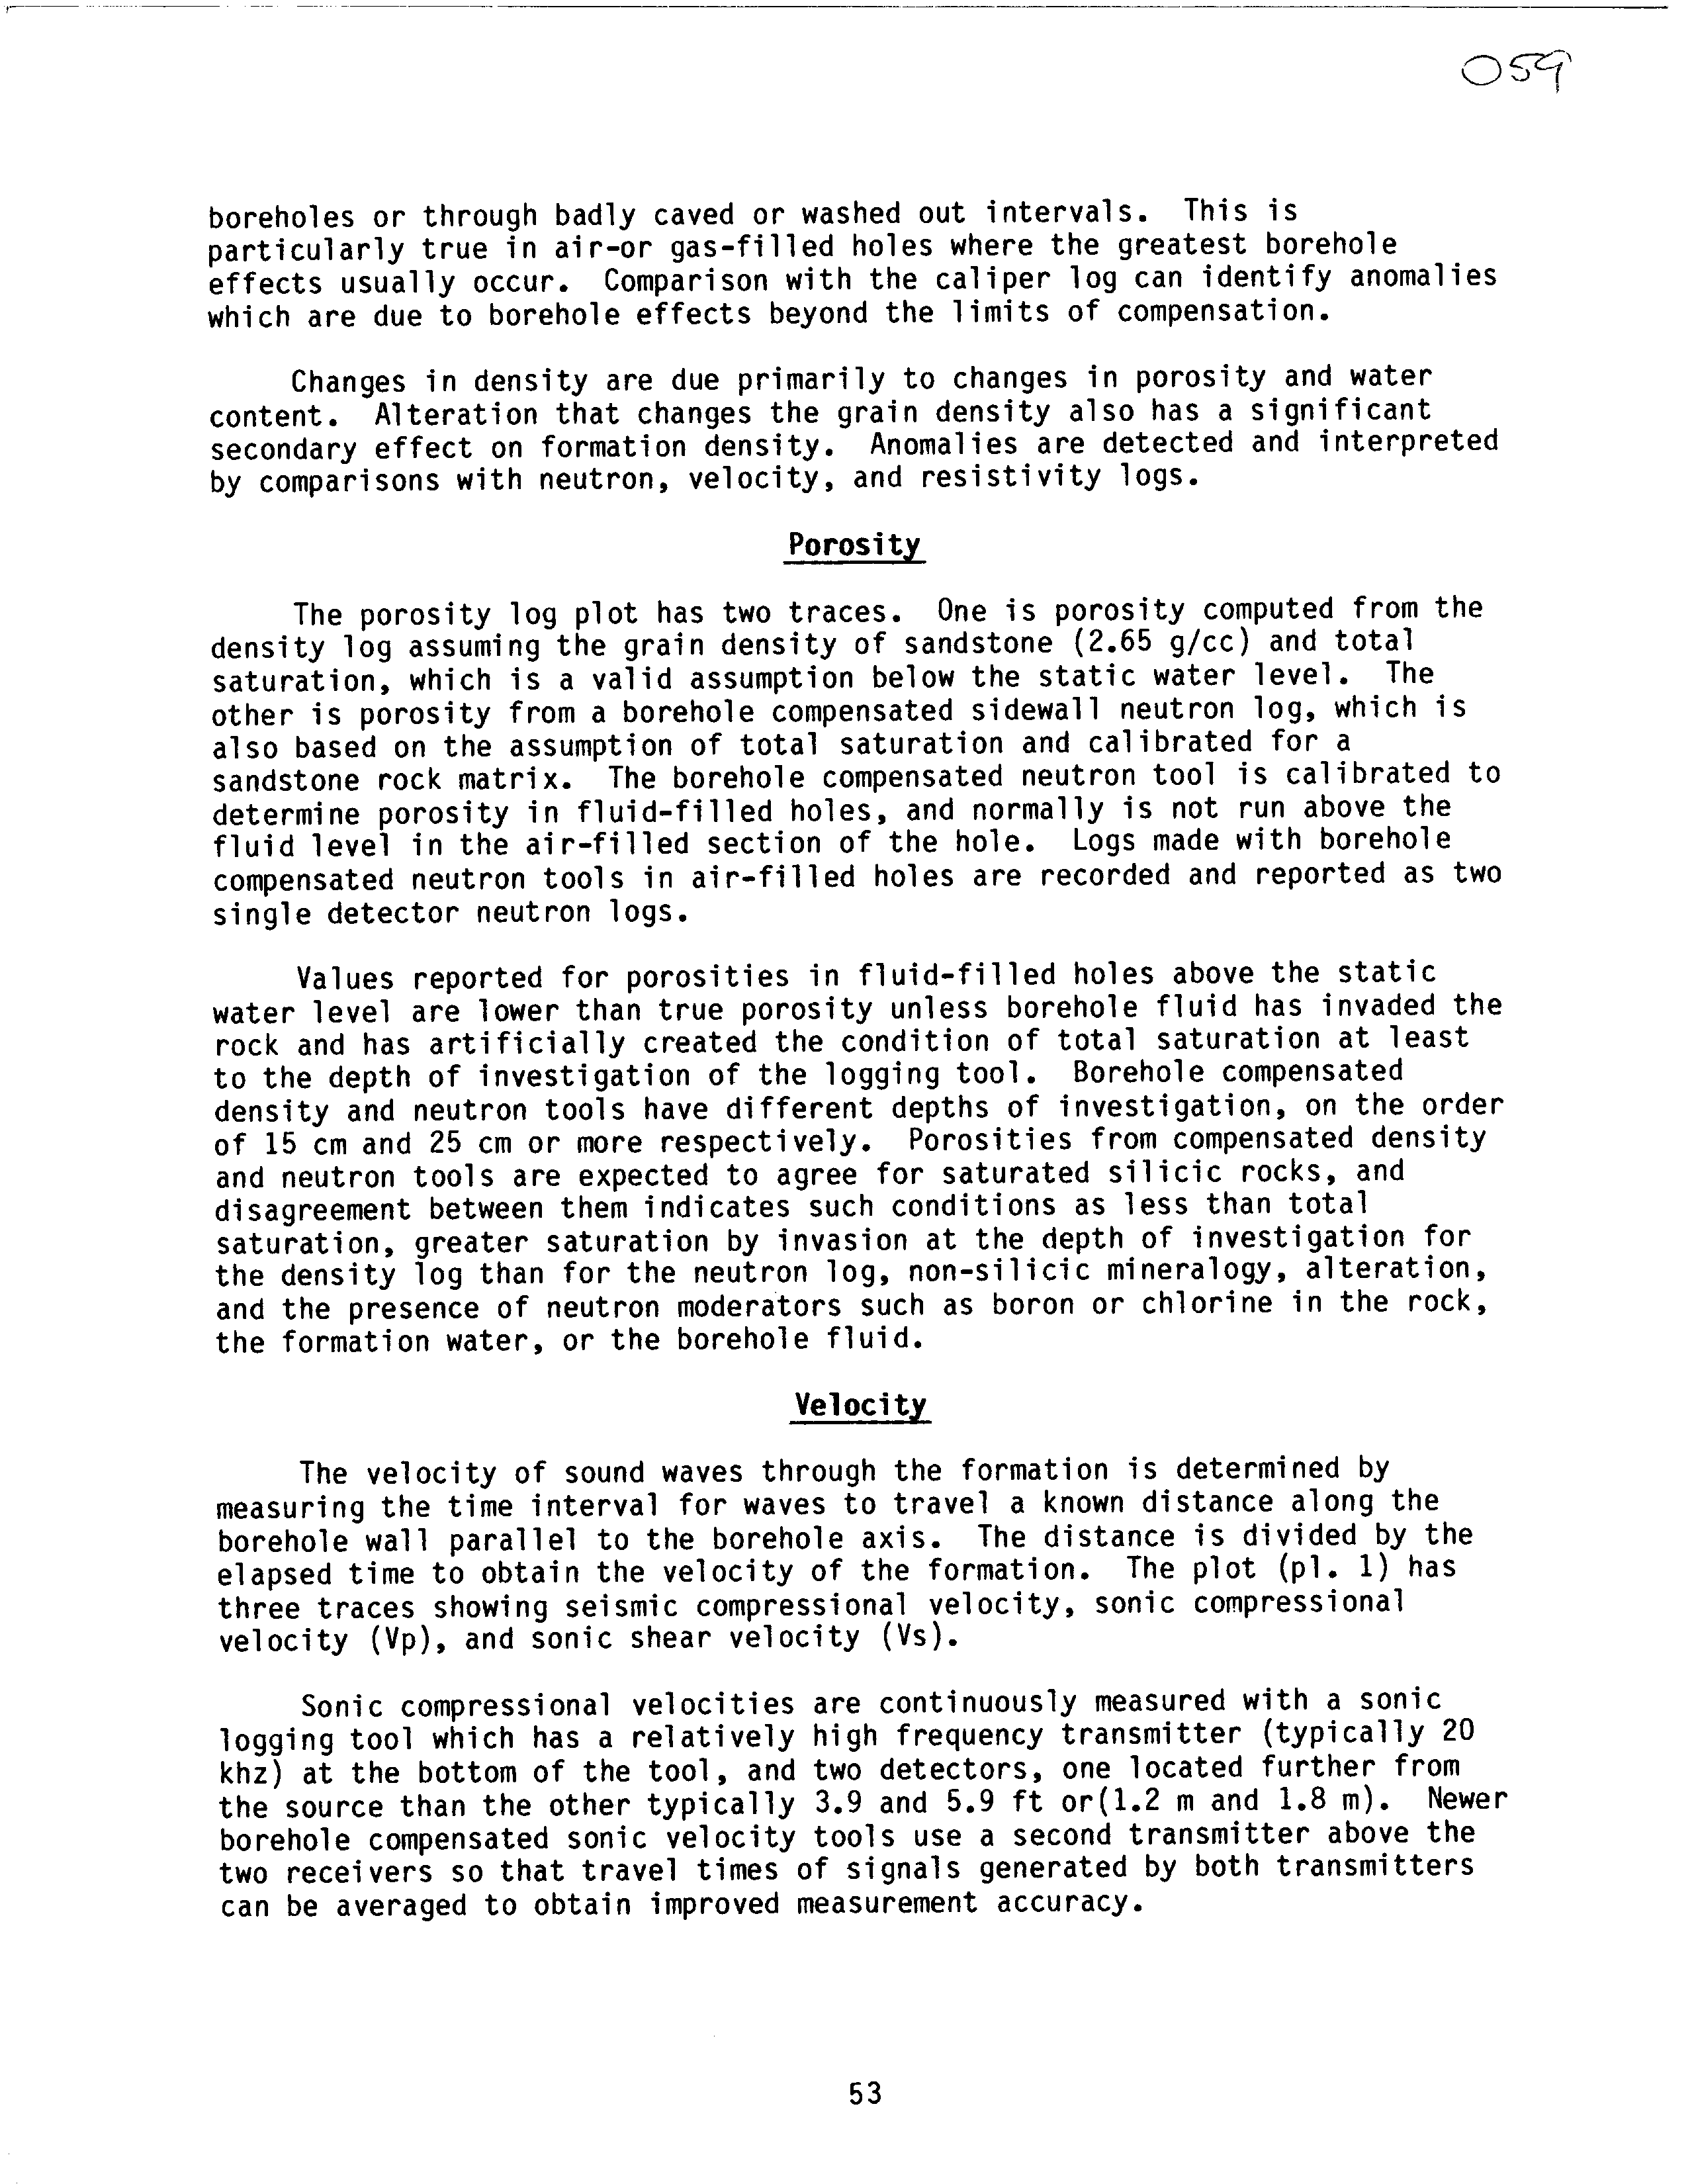 059
boreholes or through badly caved or washed out intervals. This is
particularly true in air-or gas-filled holes where the greatest borehole
effects usually occur. Comparison with the caliper log can identify anomalies
which are due to borehole effects beyond the limits of compensation.
Changes in density are due primarily to changes in porosity and water
content. Alteration that changes the grain density also has a significant
secondary effect on formation density. Anomalies are detected and interpreted
by comparisons with neutron, velocity, and resistivity logs.
Porosity
The porosity log plot has two traces. One is porosity computed from the
density log assuming the grain density of sandstone (2.65 g/cc) and total
saturation, which is a valid assumption below the static water level. The
other is porosity from a borehole compensated sidewall neutron log, which is
also based on the assumption of total saturation and calibrated for a
sandstone rock matrix. The borehole compensated neutron tool is calibrated to
determine porosity in fluid-filled holes, and normally is not run above the
fluid level in the air-filled section of the hole. Logs made with borehole
compensated neutron tools in air-filled holes are recorded and reported as two
single detector neutron logs.
Values reported for porosities in fluid-filled holes above the static
water level are lower than true porosity unless borehole fluid has invaded the
rock and has artificially created the condition of total saturation at least
to the depth of investigation of the logging tool. Borehole compensated
density and neutron tools have different depths of investigation, on the order
of 15 cm and 25 cm or more respectively. Porosities from compensated density
and neutron tools are expected to agree for saturated silicic rocks, and
disagreement between them indicates such conditions as less than total
saturation, greater saturation by invasion at the depth of investigation for
the density log than for the neutron log, non-silicic mineralogy, alteration,
and the presence of neutron moderators such as boron or chlorine in the rock,
the formation water, or the borehole fluid.
Velocity
The velocity of sound waves through the formation is determined by
measuring the time interval for waves to travel a known distance along the
borehole wall parallel to the borehole axis. The distance is divided by the
elapsed time to obtain the velocity of the formation. The plot (pl. 1) has
three traces showing seismic compressional velocity, sonic compressional
velocity (Vp), and sonic shear velocity (Vs).
Sonic compressional velocities are continuously measured with a sonic
logging tool which has a relatively high frequency transmitter (typically 20
khz) at the bottom of the tool, and two detectors, one located further from
the source than the other typically 3.9 and 5.9 ft or(1.2 m and 1.8 m). Newer
borehole compensated sonic velocity tools use a second transmitter above the
two receivers so that travel times of signals generated by both transmitters
can be averaged to obtain improved measurement accuracy.
53